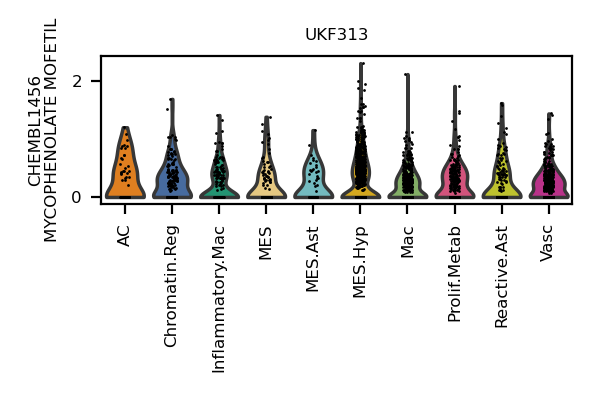 UKF313
CHEMBL1456
MYCOPHENOLATE MOFETIL
2
0
AC
Chromatin.Reg
Inflammatory.Mac
MES
MES.Ast
MES.Hyp
Mac
Prolif.Metab
Reactive.Ast
Vasc